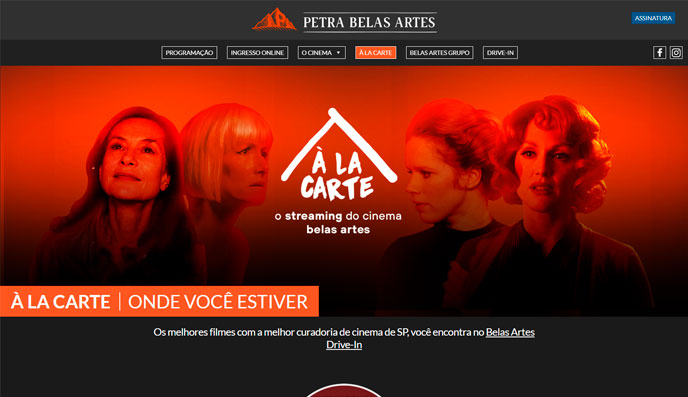 PETRA BELAS ARTES
ASSINATURA
PROGRAMAÇÃO
INGRESSO ONLINE
O CINEMA
À LA CARTE
BELAS ARTES GRUPO
DRIVE-IN
À LA
CARTE
o streaming do cinema
belas artes
À LA CARTE | ONDE VOCÊ ESTIVER
Os melhores filmes com a melhor curadoria de cinema de SP, você encontra no Belas Artes
Drive-In